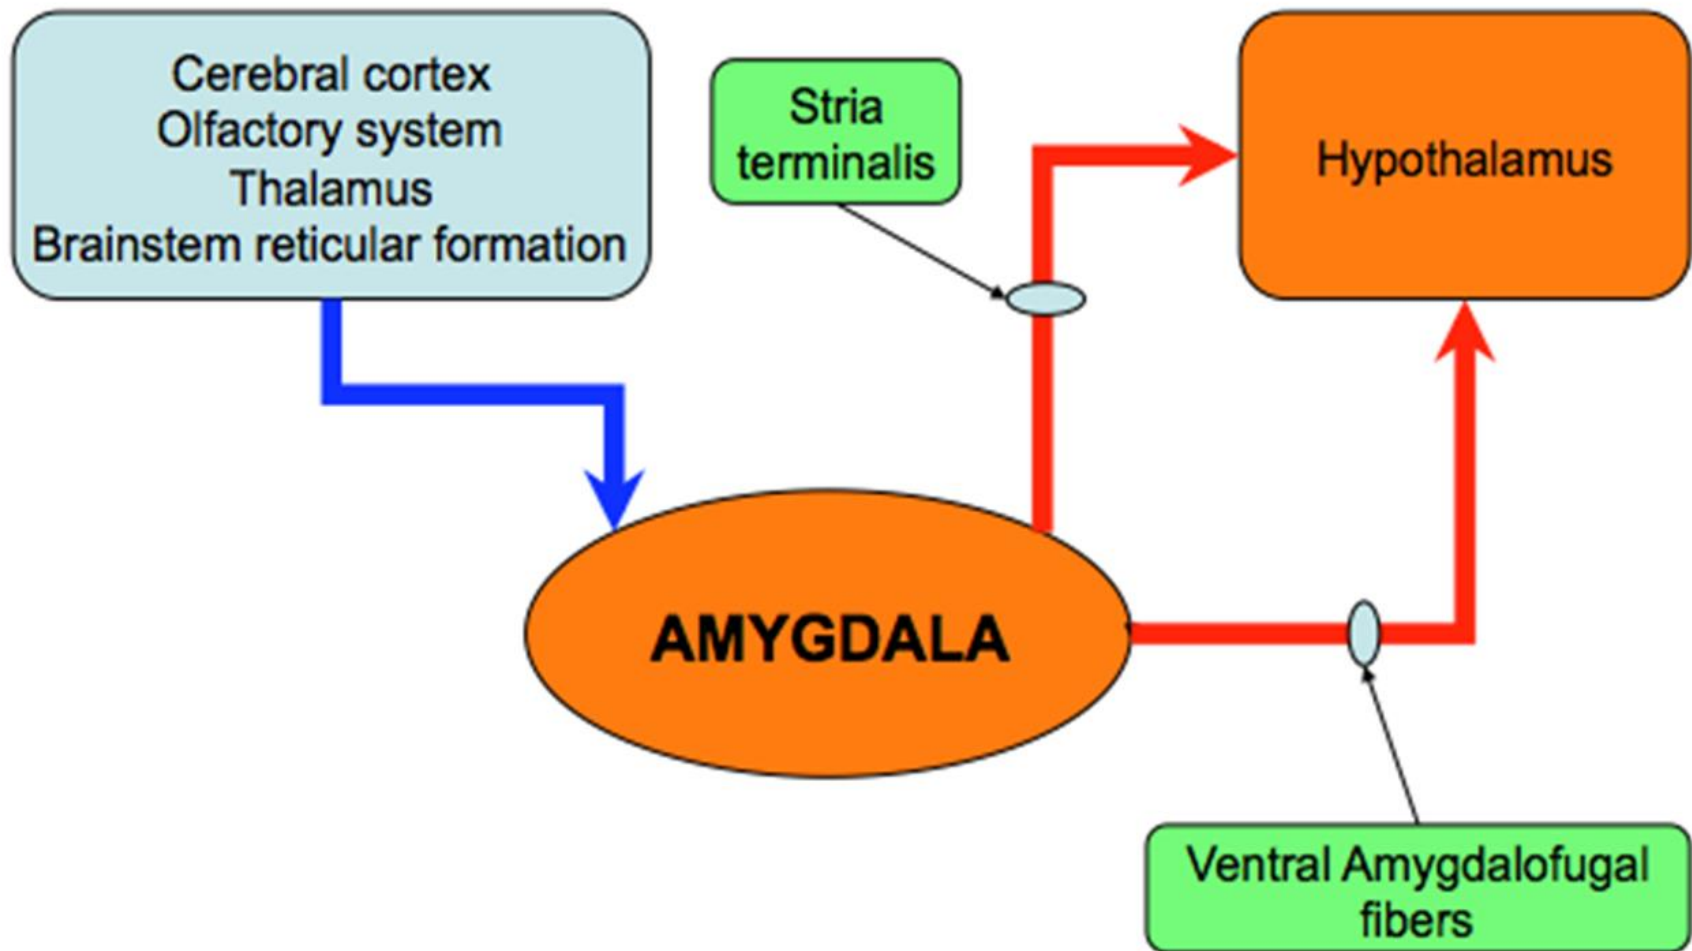 Cerebral cortex
Olfactory system
Thalamus
Brainstem reticular formation
Stria
terminalis
Hypothalamus
AMYGDALA
Ventral Amygdalofugal
fibers